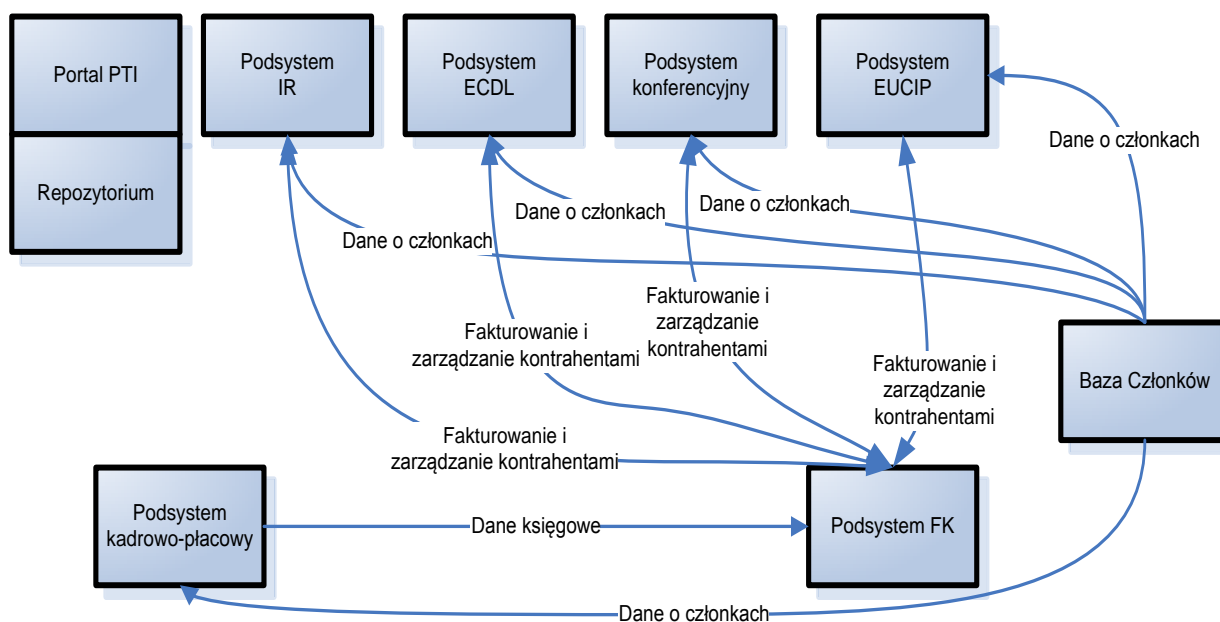 Portal PTI
Repozytorium
Podsystem
IR
Podsystem
ECDL
Podsystem
konferencyjny
Podsystem
EUCIP
Dane o członkach
Dane o członkach
Dane o członkach
Dane o członkach
Fakturowanie i
zarządzanie
kontrahentami
Fakturowanie i
zarządzanie kontrahentami
Fakturowanie i
zarządzanie
kontrahentami
Baza Członków
Fakturowanie i
zarządzanie kontrahentami
Podsystem
kadrowo-płacowy
Dane księgowe
Podsystem FK
Dane o członkach